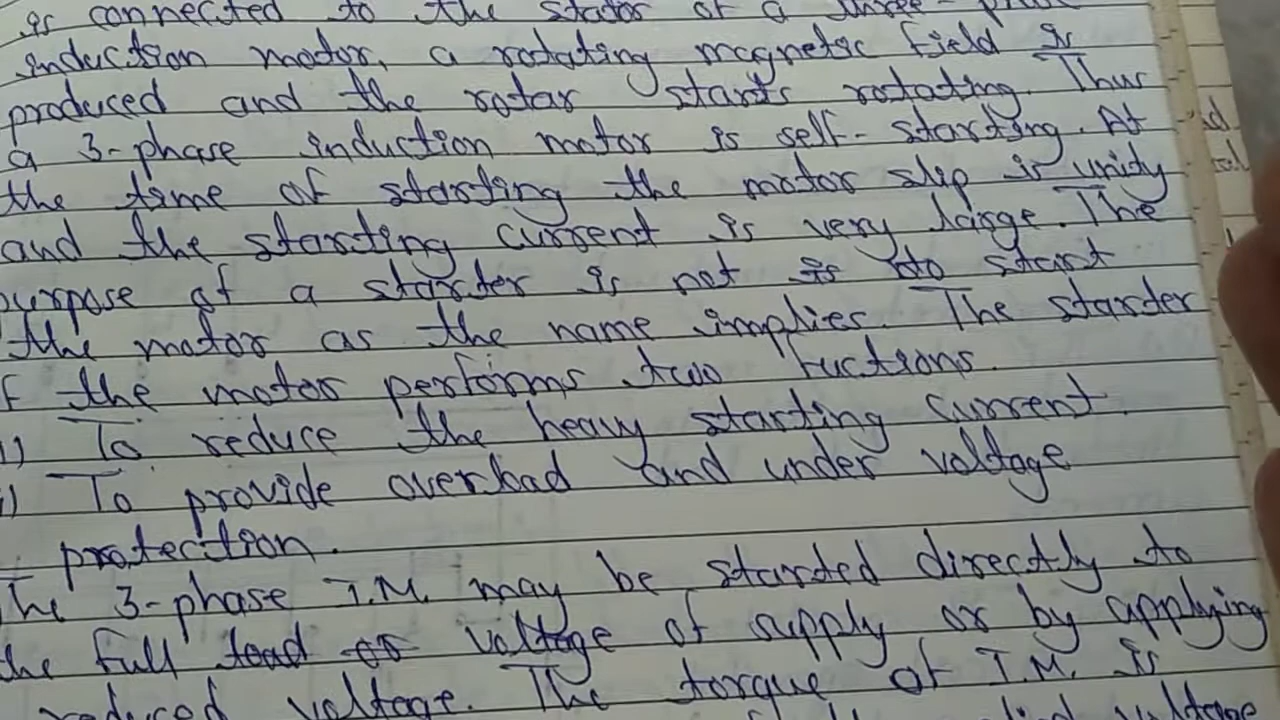 is connected to the stator of a three-phase
induction motor, a rotating magnetic field is
produced and the rotar starts rotating. Thus
a 3-phase induction motor is self-starting. At
the time of starting the motor slip is unity
and the starting current is very large. The
purpose of a starter is not is to start
the motor as the name implies. The starter
of the motor performs two fuctions.
i) To reduce the heavy starting current.
ii) To provide overload and under voltage
protection.
The 3-phase I.M. may be started directly to
the full load or voltage of supply or by applying
reduced voltage. The torque of I.M. is
voltage